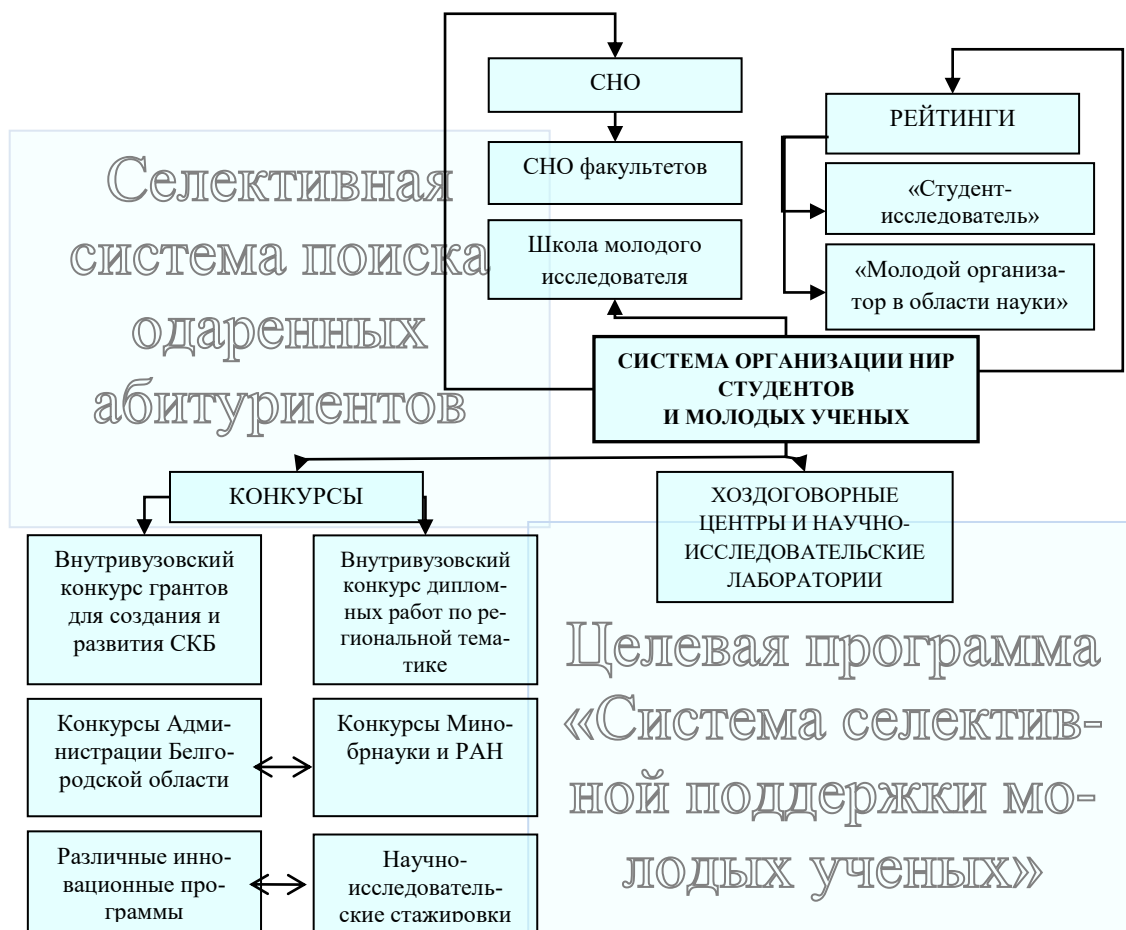 СНО
СНО факультетов
Школа молодого
исследователя
РЕЙТИНГИ
«Студент-
исследователь»
«Молодой организа-
тор в области науки»
Селективная
система поиска
одаренных
абитуриентов
СИСТЕМА ОРГАНИЗАЦИИ НИР
СТУДЕНТОВ
И МОЛОДЫХ УЧЕНЫХ
КОНКУРСЫ
ХОЗДОГОВОРНЫЕ
ЦЕНТРЫ И НАУЧНО-
ИССЛЕДОВАТЕЛЬСКИЕ
ЛАБОРАТОРИИ
Внутривузовский
конкурс грантов
для создания и
развития СКБ
Внутривузовский
конкурс диплом-
ных работ по ре-
гиональной тема-
тике
Конкурсы Адми-
нистрации Белго-
родской области
Конкурсы Мино-
брнауки и РАН
Различные инно-
вационные про-
граммы
Научно-
исследователь-
ские стажировки
Целевая программа
«Система селектив-
ной поддержки мо-
лодых ученых»